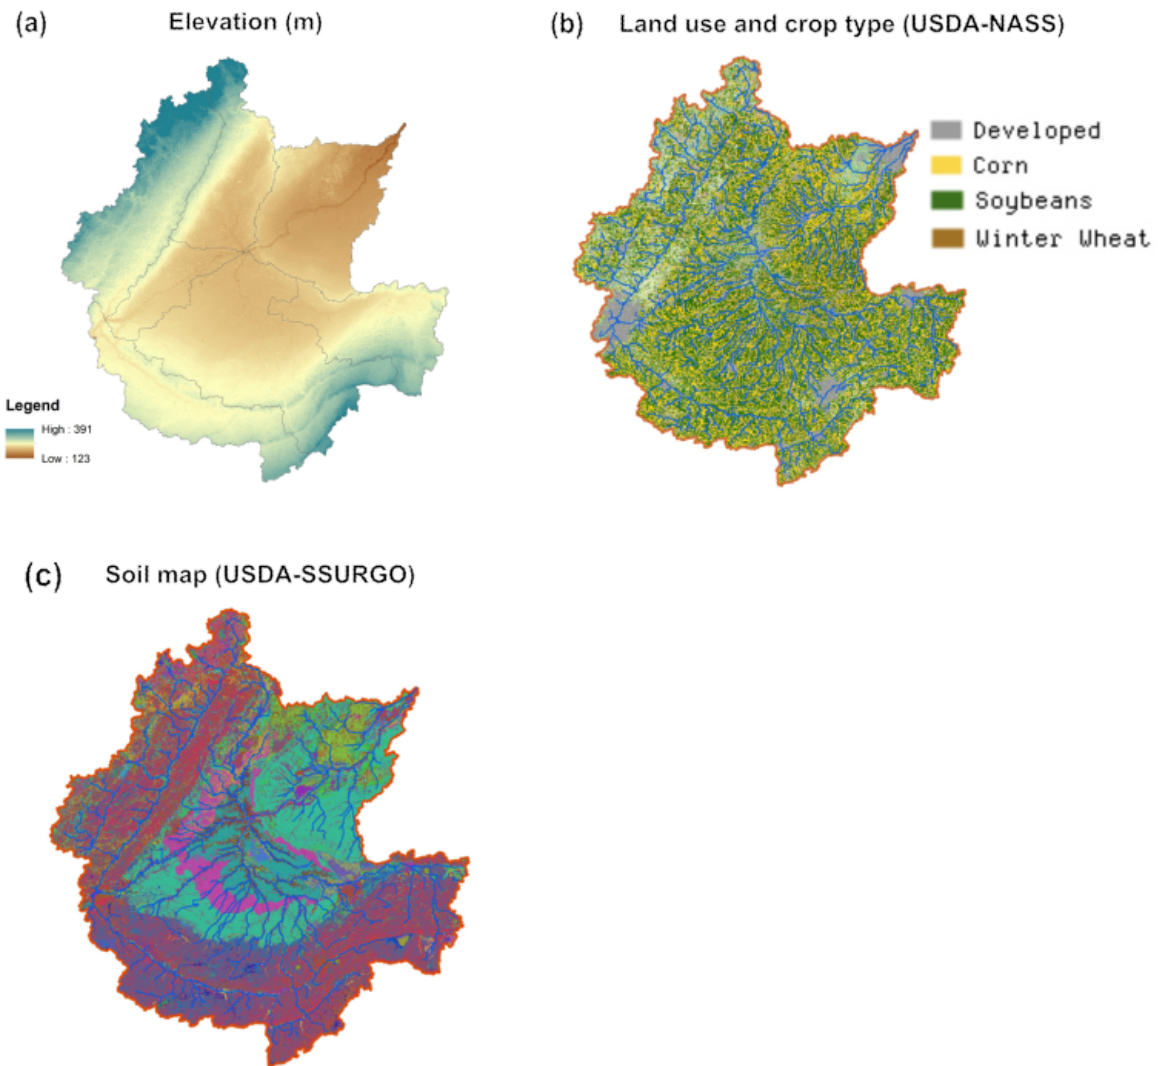 (a) Elevation (m)
(b) Land use and crop type (USDA-NASS)
Legend
High : 391
Low : 123
Developed
Corn
Soybeans
Winter Wheat
(c) Soil map (USDA-SSURGO)